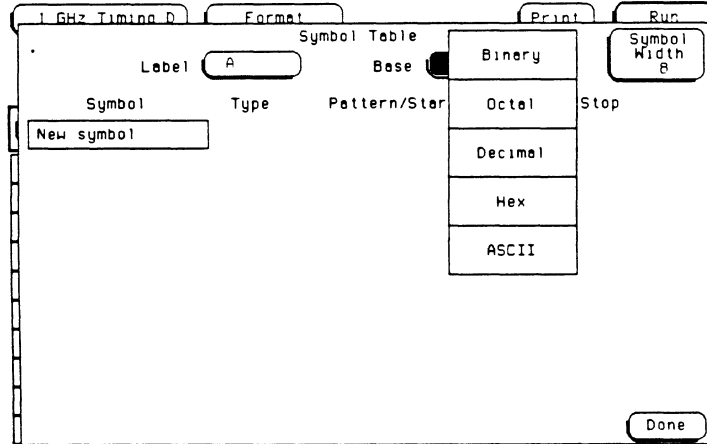 1 GHz Timing D Format Print Run
Symbol Table
Symbol Width 8
Label A Base
Binary
Octal
Decimal
Hex
ASCII
Symbol Type Pattern/Star Stop
New symbol
Done